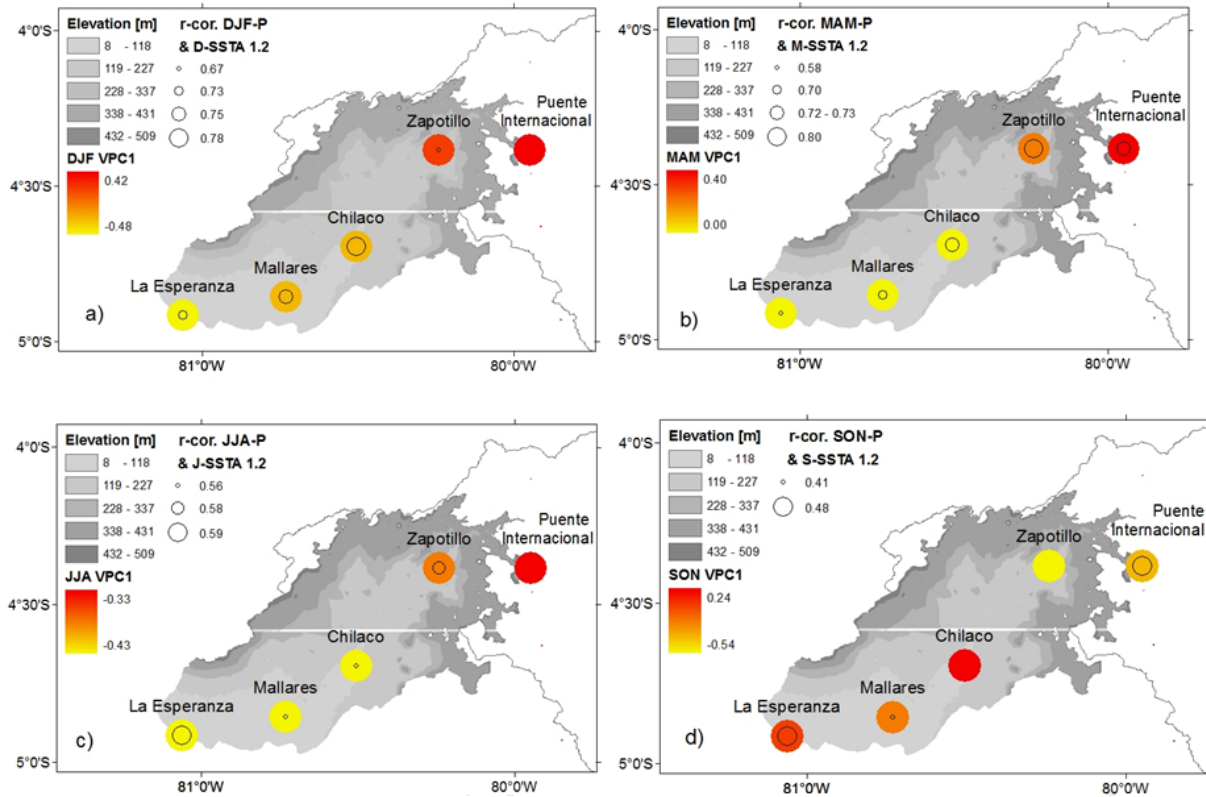 Elevation [m]
8 - 118
119 - 227
228 - 337
338 - 431
432 - 509
DJF VPC1
0.42
-0.48
r-cor. DJF-P
& D-SSTA 1.2
0.67
0.73
0.75
0.78
4°0'S
4°30'S
5°0'S
81°0W
80°0W
Zapotillo
Puente
Internacional
Chilaco
Mallares
La Esperanza
a)
Elevation [m]
8 - 118
119 - 227
228 - 337
338 - 431
432 - 509
MAM VPC1
0.40
0.00
r-cor. MAM-P
& M-SSTA 1.2
0.58
0.70
0.72 - 0.73
0.80
4°0'S
4°30'S
5°0'S
81°0W
80°0W
Zapotillo
Puente
Internacional
Chilaco
Mallares
La Esperanza
b)
Elevation [m]
8 - 118
119 - 227
228 - 337
338 - 431
432 - 509
JJA VPC1
-0.33
-0.43
r-cor. JJA-P
& J-SSTA 1.2
0.56
0.58
0.59
4°0'S
4°30'S
5°0'S
81°0W
80°0W
Zapotillo
Puente
Internacional
Chilaco
Mallares
La Esperanza
c)
Elevation [m]
8 - 118
119 - 227
228 - 337
338 - 431
432 - 509
SON VPC1
0.24
-0.54
r-cor. SON-P
& S-SSTA 1.2
0.41
0.48
4°0'S
4°30'S
5°0'S
81°0W
80°0W
Zapotillo
Puente
Internacional
Chilaco
Mallares
La Esperanza
d)